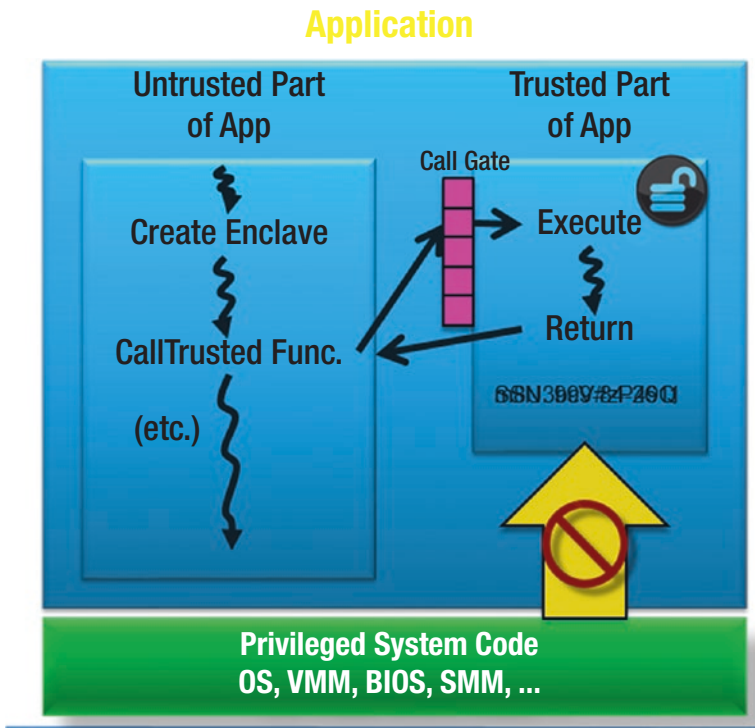 Application
Untrusted Part
of App
Trusted Part
of App
Call Gate
Create Enclave
Execute
CallTrusted Func.
Return
(etc.)
Privileged System Code
OS, VMM, BIOS, SMM, ...